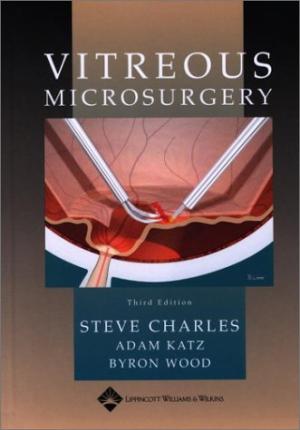 VITREOUS
MICROSURGERY
Third Edition
STEVE CHARLES
ADAM KATZ
BYRON WOOD
LIPPINCOTT WILLIAMS & WILKINS